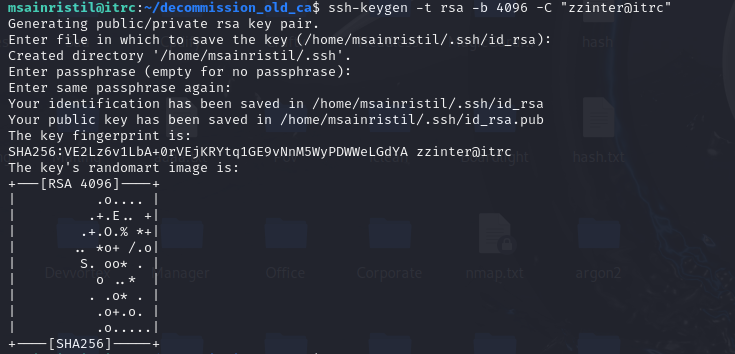 msainristil@itrc:~/decommission_old_ca$ ssh-keygen -t rsa -b 4096 -C "zzinter@itrc"
Generating public/private rsa key pair.
Enter file in which to save the key (/home/msainristil/.ssh/id_rsa):
Created directory '/home/msainristil/.ssh'.
Enter passphrase (empty for no passphrase):
Enter same passphrase again:
Your identification has been saved in /home/msainristil/.ssh/id_rsa
Your public key has been saved in /home/msainristil/.ssh/id_rsa.pub
The key fingerprint is:
SHA256:VE2Lz6v1LbA+0rVEjKRYtq1GE9vNnM5WyPDWWeLGdYA zzinter@itrc
The key's randomart image is:
+---[RSA 4096]----+
|          .o.... |
|         .+.E.. +|
|        .+.O.% *+|
|       .. *o+ /.o|
|        S. oo* . |
|          o ..*  |
|         . .o* . |
|          .o+.o. |
|          .o.....|
+----[SHA256]-----+
hash
hash.txt
Devvortex
Manager
Office
Corporate
nmap.txt
argon2